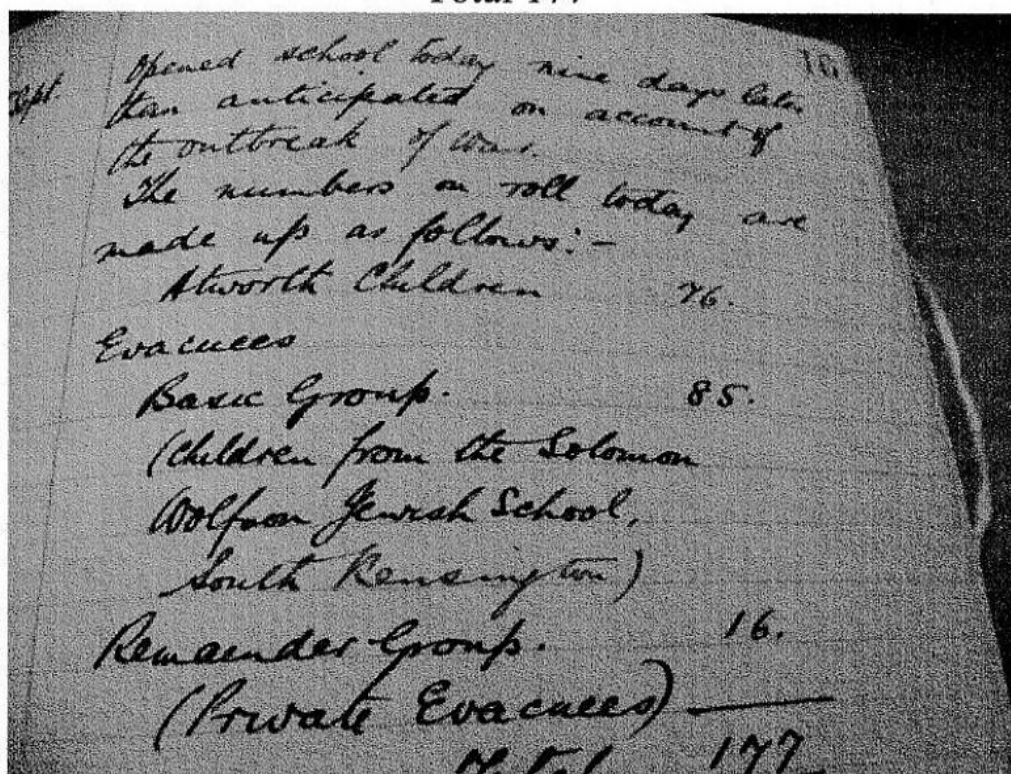 Total 177
16
Sept. Opened school today nine days later
than anticipated on account of
the outbreak of War.
The numbers on roll today are
made up as follows:-
Atworth Children 76.
Evacuees
Basic Group. 85.
(Children from the Solomon
Wolfson Jewish School,
South Kensington)
Remainder Group. 16.
(Private Evacuees)
Total 177